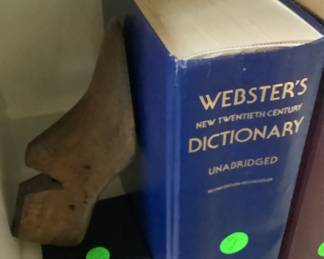 WEBSTER'S
NEW TWENTIETH CENTURY
DICTIONARY
UNABRIDGED